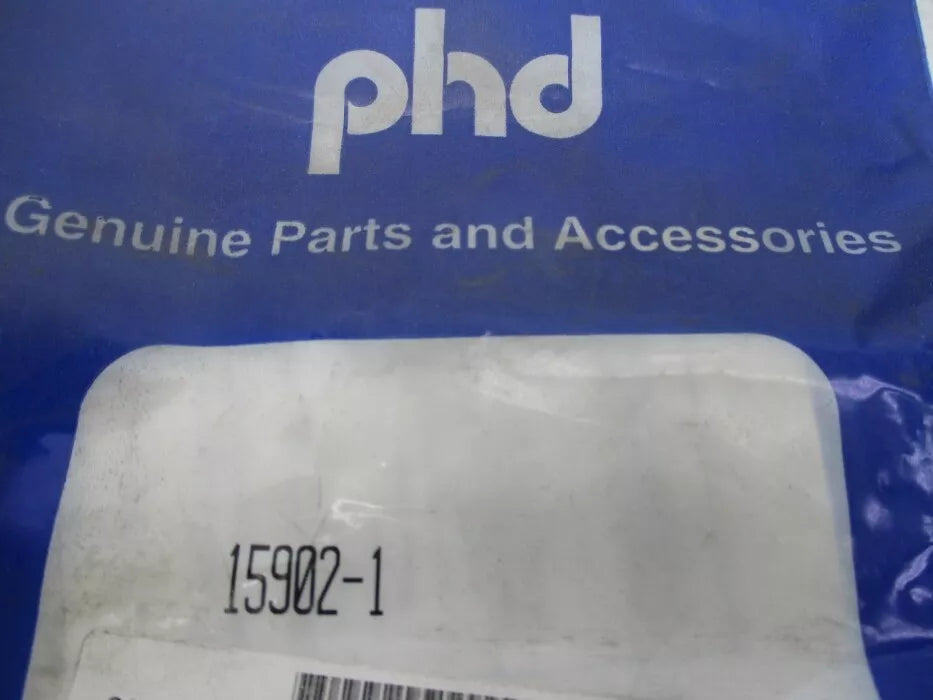 phd
Genuine Parts and Accessories
15902-1